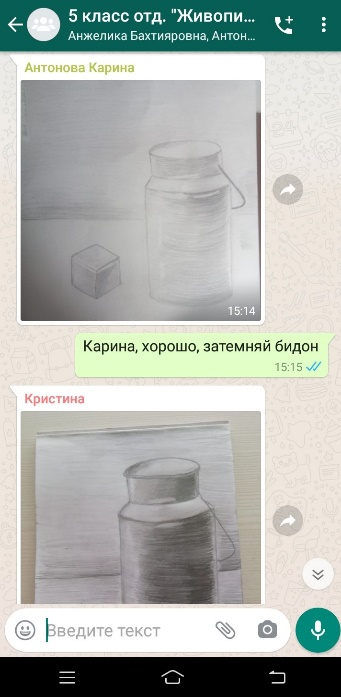 5 класс отд. "Живопи...
Анжелика Бахтияровна, Антон...
Антонова Карина
15:14
Карина, хорошо, затемняй бидон
15:15
Кристина
Введите текст